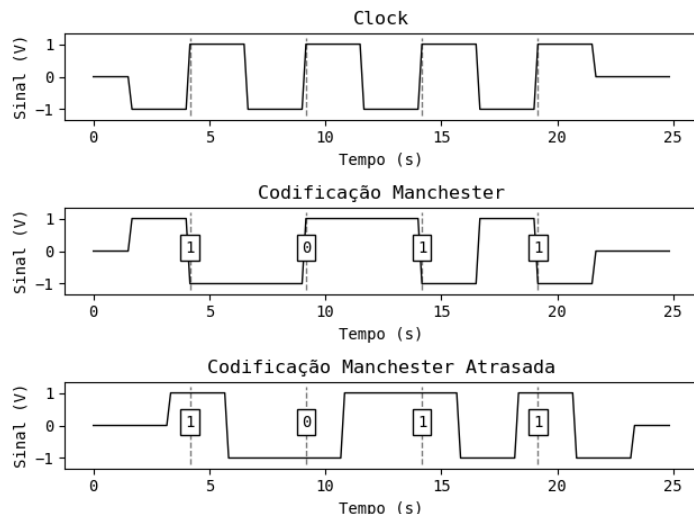 Clock
Sinal (V)
1
0
−1
0 5 10 15 20 25
Tempo (s)
Codificação Manchester
Sinal (V)
1
0
−1
1 0 1 1
0 5 10 15 20 25
Tempo (s)
Codificação Manchester Atrasada
Sinal (V)
1
0
−1
1 0 1 1
0 5 10 15 20 25
Tempo (s)